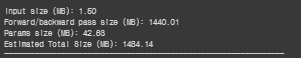 Input size (MB): 1.50
Forward/backward pass size (MB): 1440.01
Params size (MB): 42.63
Estimated Total Size (MB): 1484.14
----------------------------------------------------------------